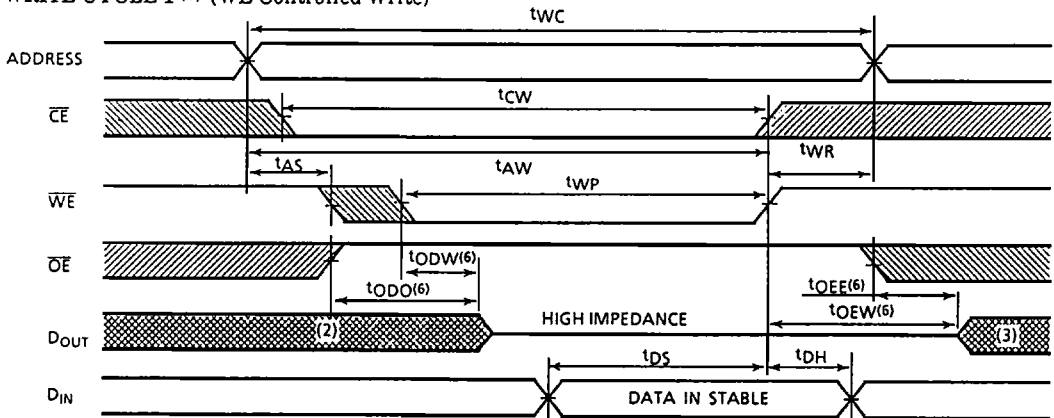 WRITE CYCLE 1 (WE Controlled Write)
tWC
ADDRESS
CE
tCW
tWR
tAS
tAW
WE
tWP
OE
tODW(6)
tODO(6)
tOEE(6)
tOEW(6)
DOUT
(2)
HIGH IMPEDANCE
(3)
tDS
tDH
DIN
DATA IN STABLE